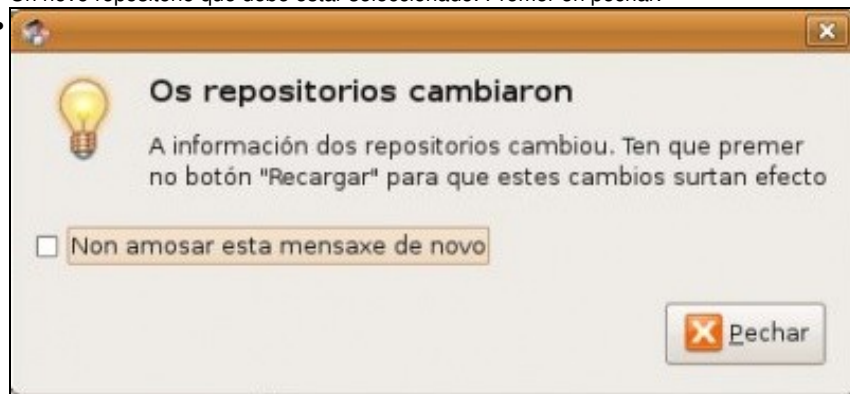 Os repositorios cambiaron
A información dos repositorios cambiou. Ten que premer
no botón "Recargar" para que estes cambios surtan efecto
Non amosar esta mensaxe de novo
Pechar